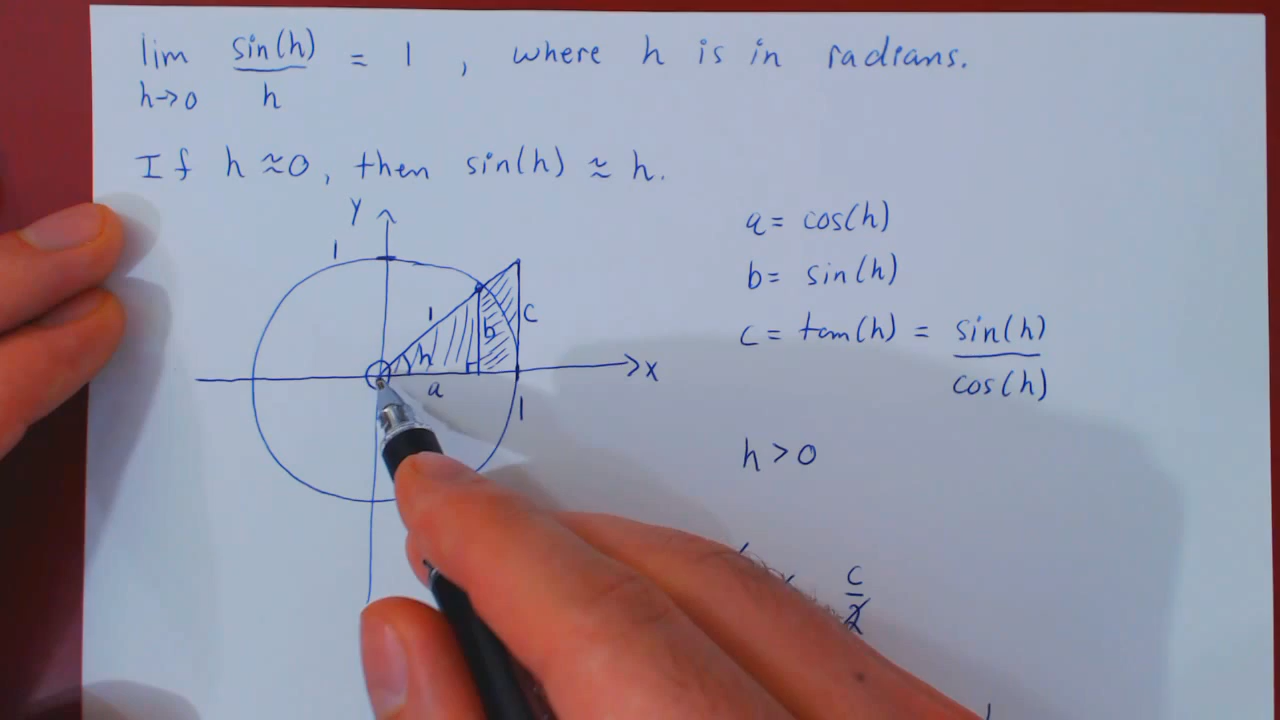 lim sin(h)/h = 1 , where h is in radians.
h→0
If h ≈ 0, then sin(h) ≈ h.
Y
1
1
c
b
h
a
x
1
a = cos(h)
b = sin(h)
c = tan(h) = sin(h)/cos(h)
h > 0
c/2